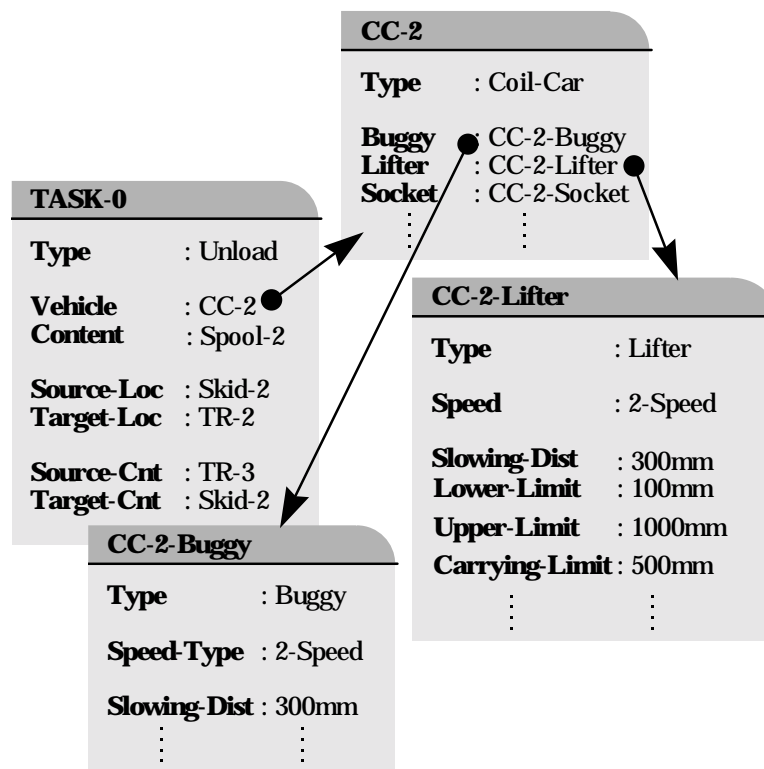 CC-2
Type : Coil-Car
Buggy : CC-2-Buggy
Lifter : CC-2-Lifter
Socket : CC-2-Socket
TASK-0
Type : Unload
Vehicle : CC-2
Content : Spool-2
Source-Loc : Skid-2
Target-Loc : TR-2
Source-Cnt : TR-3
Target-Cnt : Skid-2
CC-2-Lifter
Type : Lifter
Speed : 2-Speed
Slowing-Dist : 300mm
Lower-Limit : 100mm
Upper-Limit : 1000mm
Carrying-Limit : 500mm
CC-2-Buggy
Type : Buggy
Speed-Type : 2-Speed
Slowing-Dist : 300mm